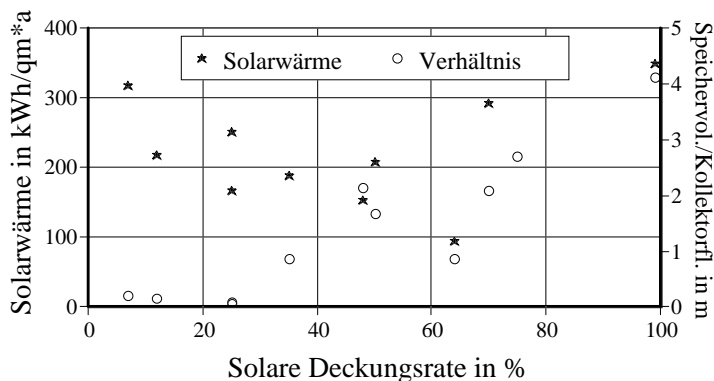 Solarwärme in kWh/qm*a
400
300
200
100
0
Solarwärme
Verhältnis
5
4
3
2
1
0
Speichervol./Kollektorfl. in m
0 20 40 60 80 100
Solare Deckungsrate in %